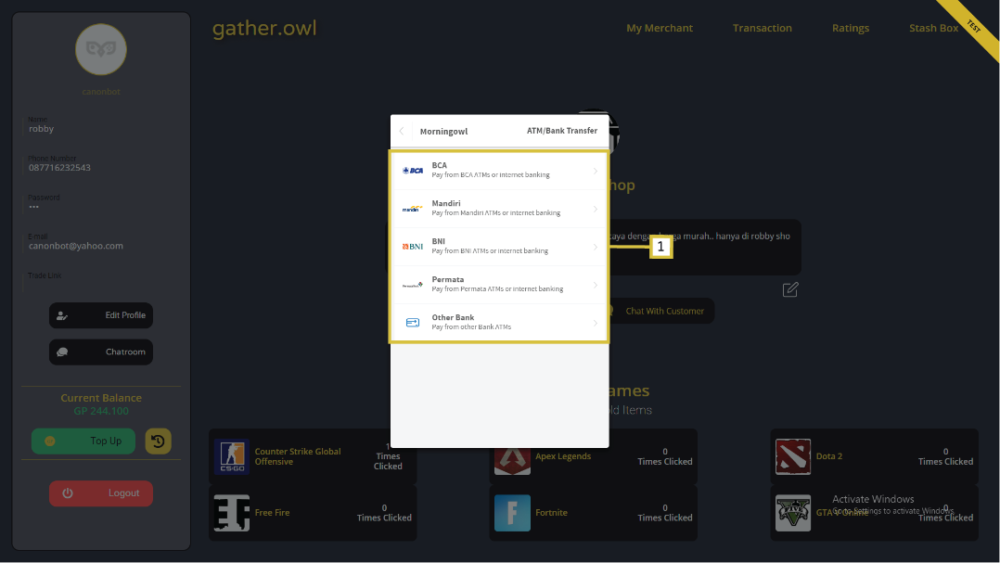 gather.owl
My Merchant
Transaction
Ratings
Stash Box
TEST
canonbot
Name
robby
Phone Number
087716232543
Password
---
E-mail
canonbot@yahoo.com
Trade Link
Edit Profile
Chatroom
Current Balance
GP 244.100
Top Up
Logout
Morningowl
ATM/Bank Transfer
BCA
BCA
Pay from BCA ATMs or internet banking
mandiri
Mandiri
Pay from Mandiri ATMs or internet banking
BNI
BNI
Pay from BNI ATMs or internet banking
Permata
Pay from Permata ATMs or internet banking
Other Bank
Pay from other Bank ATMs
1
hop
murah.. hanya di robby sho
Chat With Customer
ames
ld Items
CS:GO
Counter Strike Global
Offensive
Times
Clicked
Apex Legends
0
Times Clicked
Dota 2
0
Times Clicked
Free Fire
0
Times Clicked
Fortnite
0
Times Clicked
0
Times Clicked
Activate Windows
Go to Settings to activate Windows.